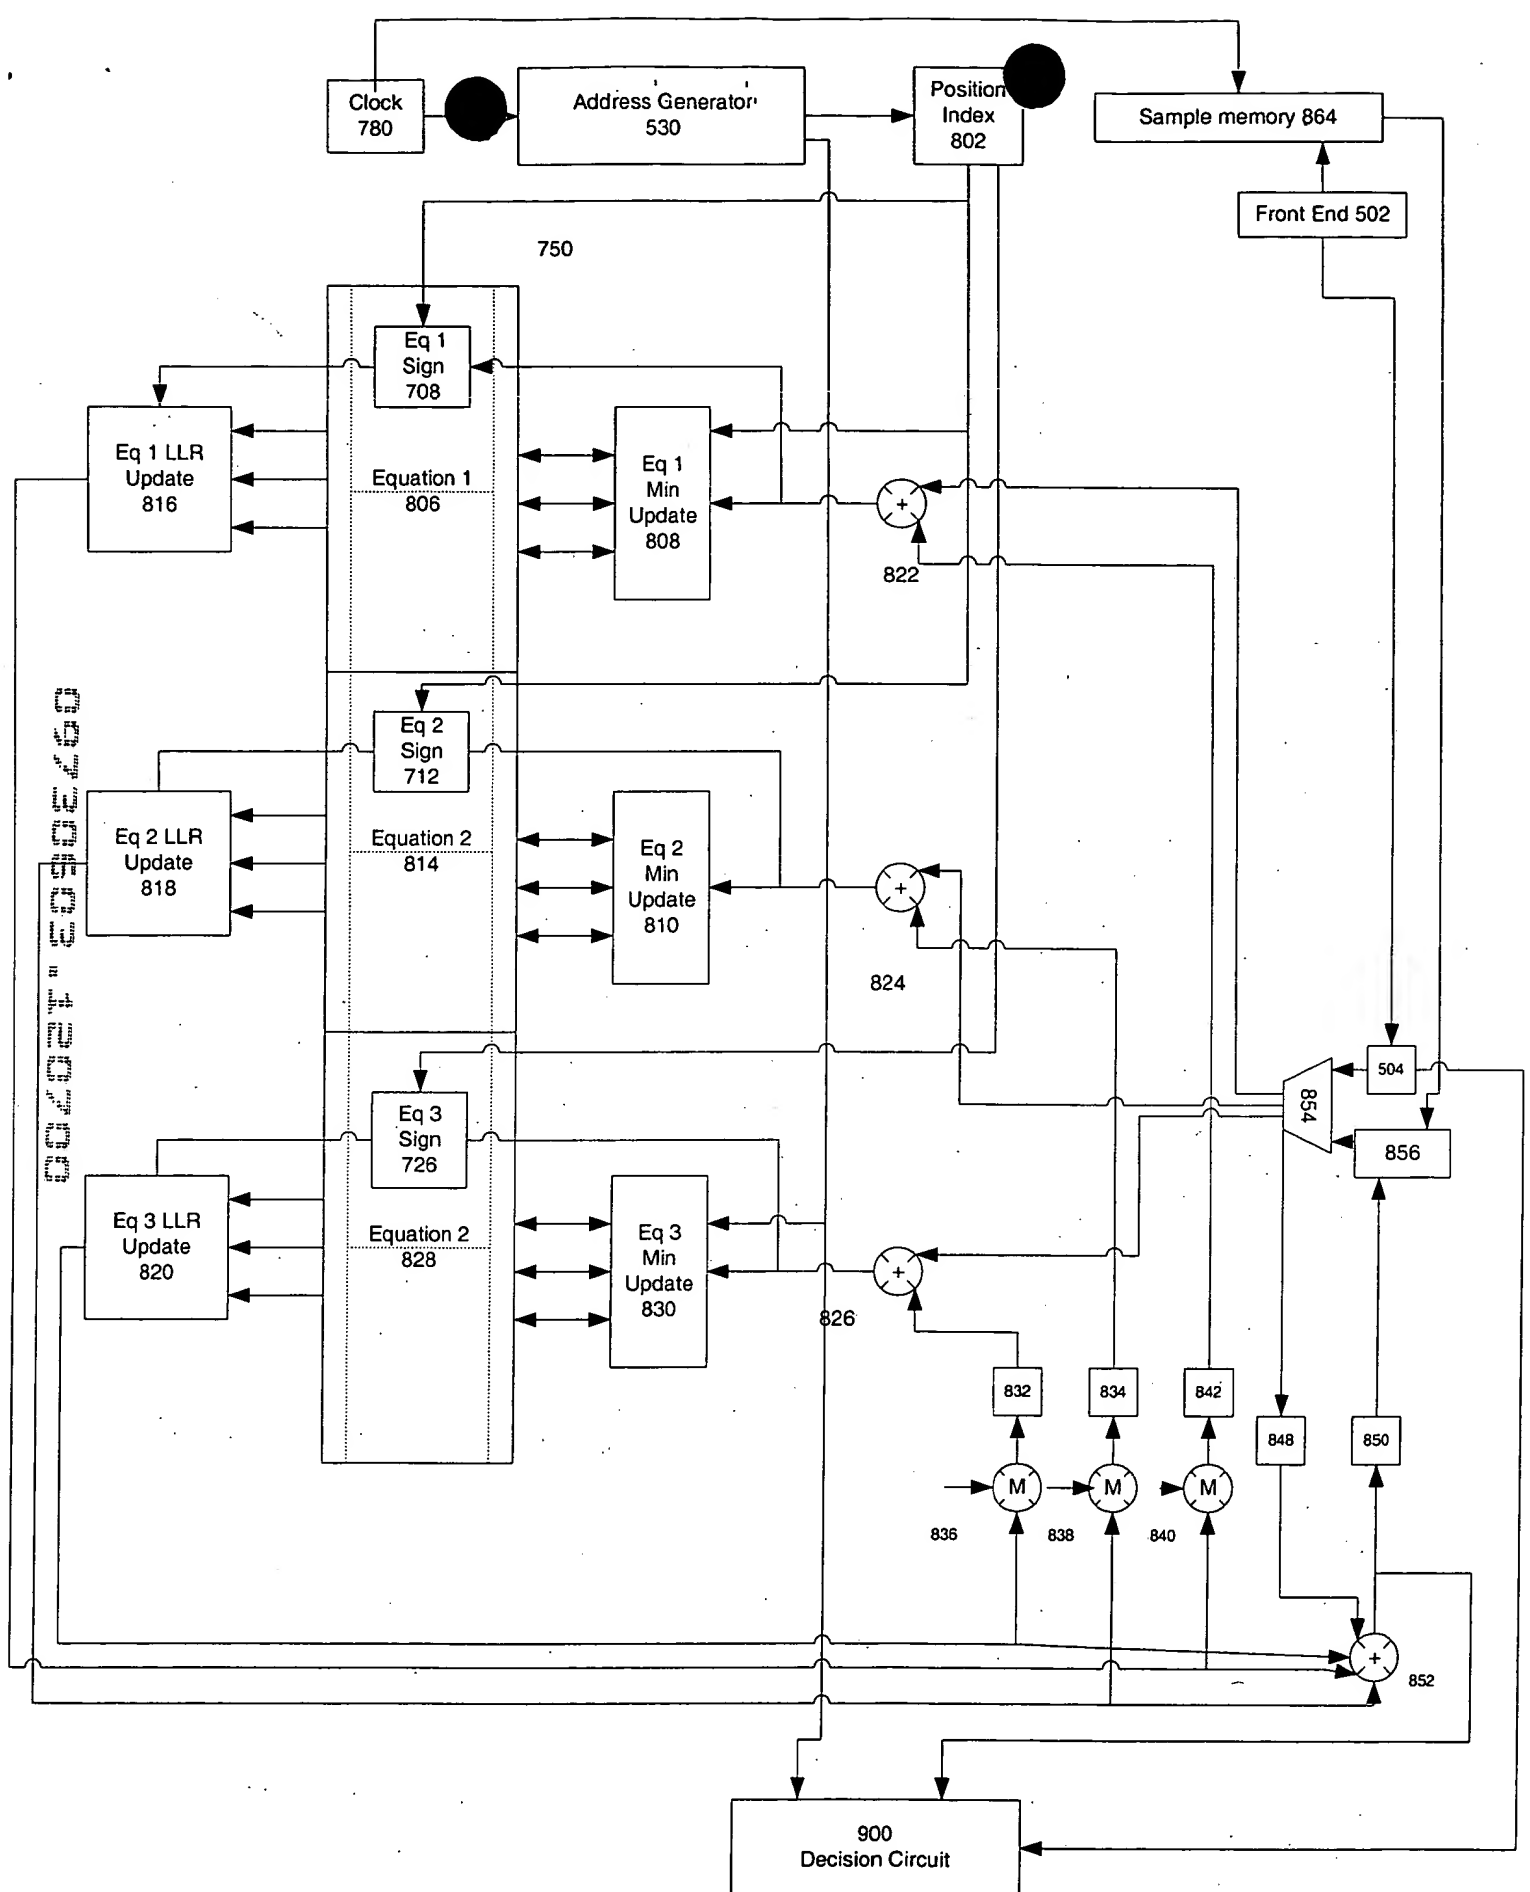 Clock
780
Address Generator
530
Position
Index
802
Sample memory 864
Front End 502
750
Eq 1
Sign
708
Eq 1 LLR
Update
816
Equation 1
806
Eq 1
Min
Update
808
+
822
Eq 2
Sign
712
Eq 2 LLR
Update
818
Equation 2
814
Eq 2
Min
Update
810
+
824
504
854
856
Eq 3
Sign
726
Eq 3 LLR
Update
820
Equation 2
828
Eq 3
Min
Update
830
+
826
832
834
842
848
850
M
M
M
836
838
840
+
852
900
Decision Circuit